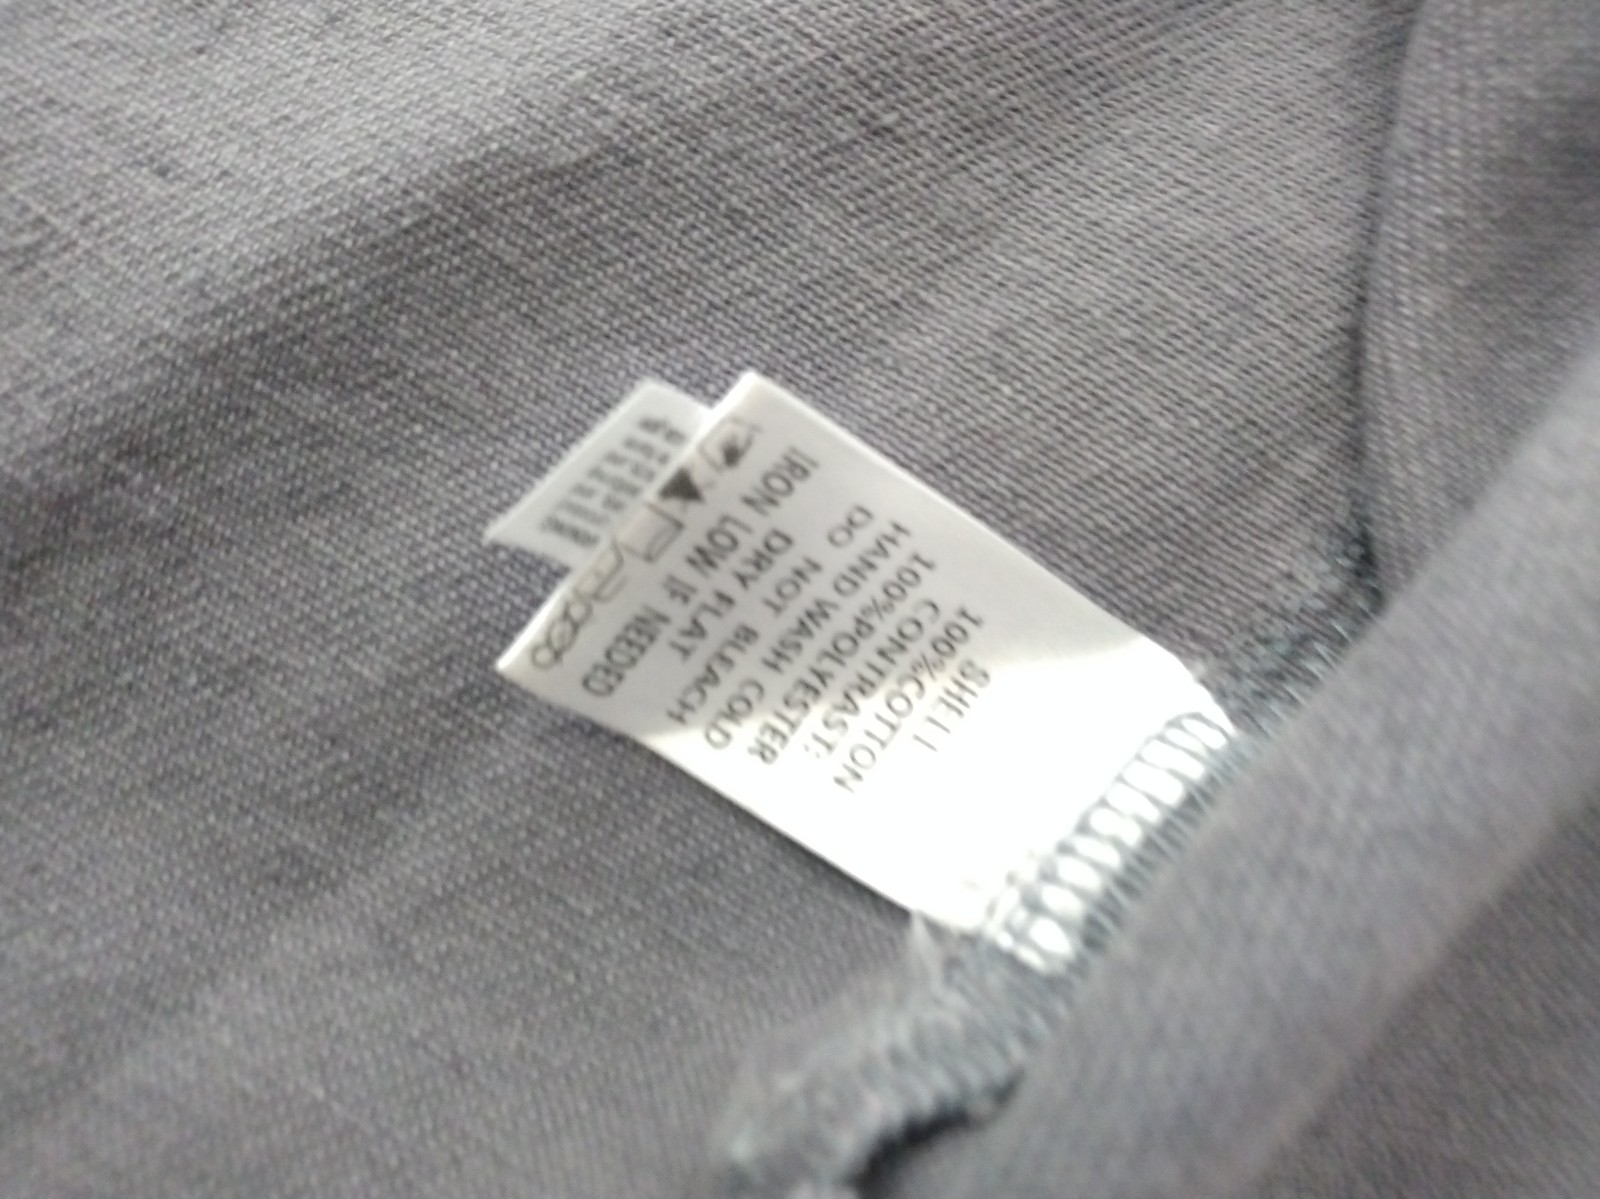 SHELL
100%COTTON
CONTRAST:
100%POLYESTER
HAND WASH COLD
DO NOT BLEACH
DRY FLAT
IRON LOW IF NEEDED